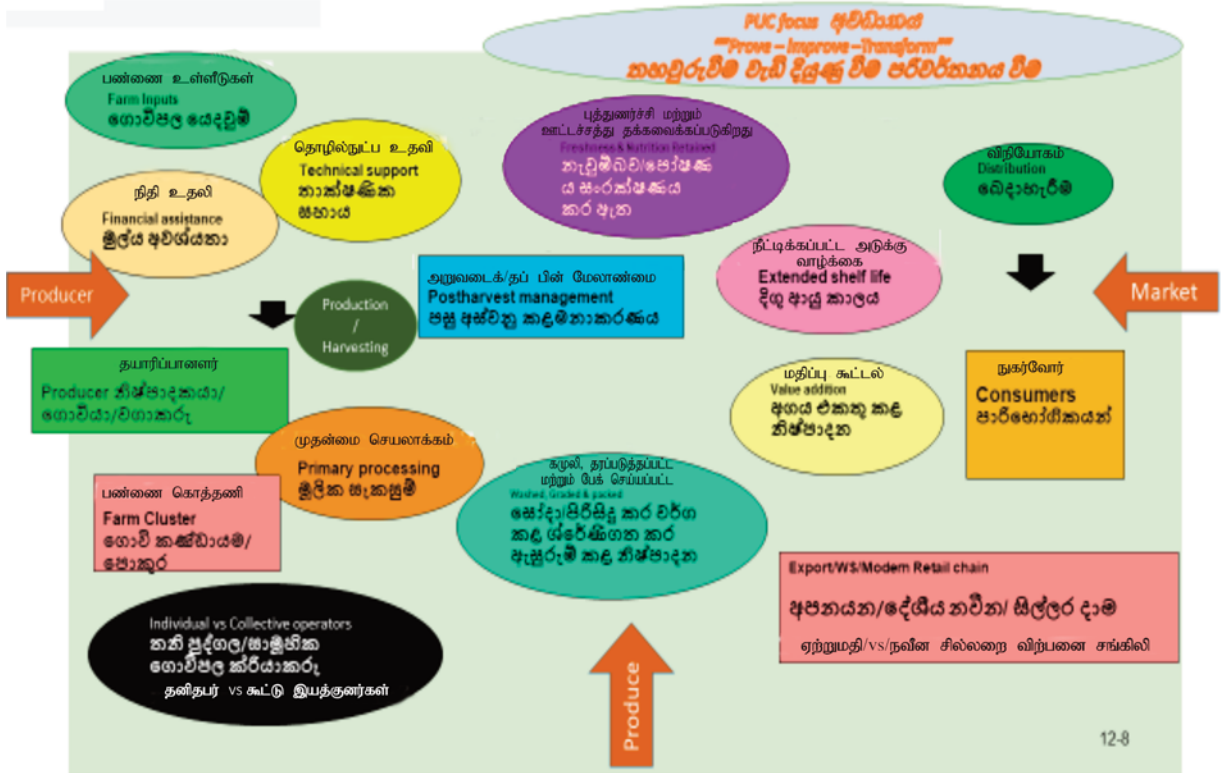 PUC focus අවධානය
"""Prove – Improve – Transform"""
තහවුරුවීම වැඩි දියුණු වීම පරිවර්තනය වීම
பண்ணை உள்ளீடுகள்
Farm Inputs
ගොවිපල යෙදවුම්
தொழில்நுட்ப உதவி
Technical support
තාක්ෂණික
සහාය
புத்துணர்ச்சி மற்றும்
ஊட்டச்சத்து தக்கவைக்கப்படுகிறது
Freshness & Nutrition Retained
නැවුම්බව/පෝෂණ
ය සංරක්ෂණය
කර ඇත
விநியோகம்
Distribution
බෙදාහැරීම
நிதி உதலி
Financial assistance
මුල්ය අවශ්යතා
நீட்டிக்கப்பட்ட அடுக்கு
வாழ்க்கை
Extended shelf life
දිගු ආයු කාලය
Producer
Production
/
Harvesting
அறுவடைக்/தப் பின் மேலாண்மை
Postharvest management
පසු අස්වනු කළමනාකරණය
Market
தயாரிப்பானளர்
Producer නිෂ්පාදකයා/
ගොවියා/වගාකරු
மதிப்பு கூட்டல்
Value addition
අගය එකතු කළ
නිෂ්පාදන
நுகர்வோர்
Consumers
පාරිභෝගිකයන්
முதன்மை செயலாக்கம்
Primary processing
මූලික සැකසුම්
கமுலி, தரப்படுத்தப்பட்ட
மற்றும் பேக் செய்யப்பட்ட
Washed, Graded & packed
සෝදා/පිරිසිදු කර වර්ග
කළ ශ්රේණිගත කර
ඇසුරුම් කළ නිෂ්පාදන
பண்ணை கொத்தணி
Farm Cluster
ගොවි කණ්ඩායම/
පොකුර
Export/WS/Modern Retail chain
අපනයන/දේශීය නවීන/ සිල්ලර දාම
ஏற்றுமதி/vs/நவீன சில்லறை விற்பனை சங்கிலி
Individual vs Collective operators
තනි පුද්ගල/සාමූහික
ගොවිපල ක්රියාකරු
தனிதபர் vs கூட்டு இயத்குனர்கள்
Produce
12-8